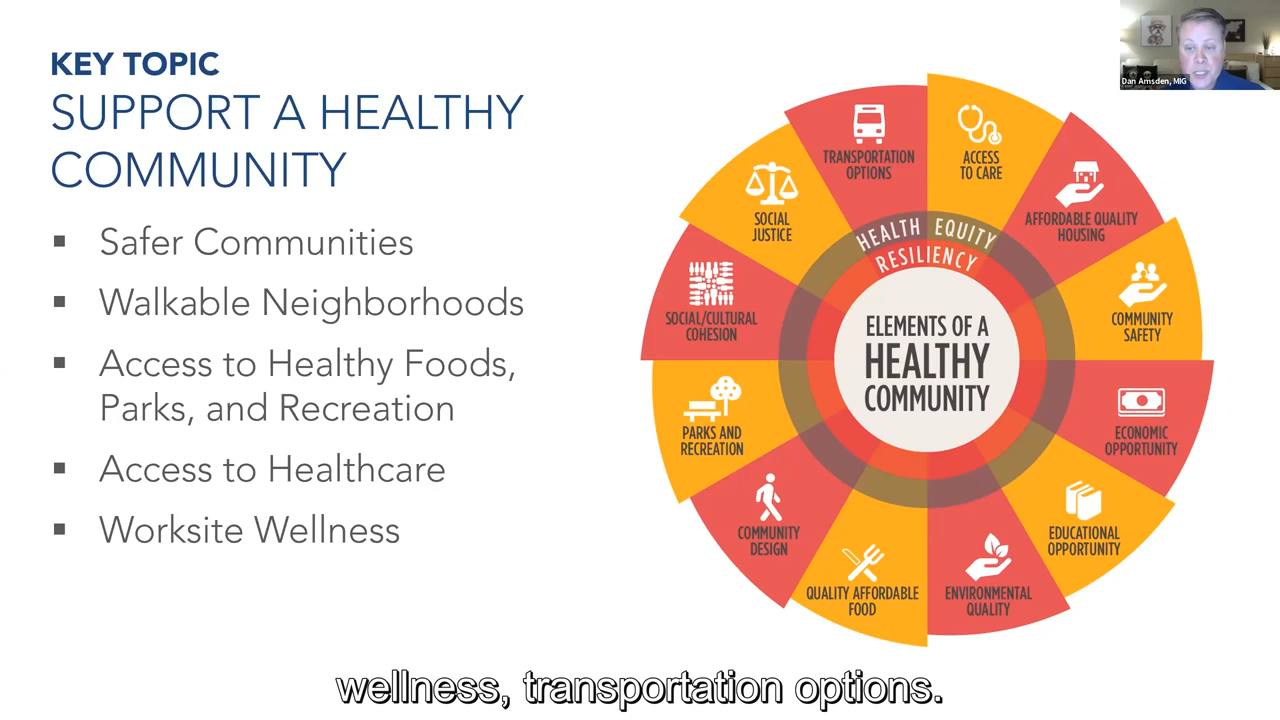 KEY TOPIC
SUPPORT A HEALTHY
COMMUNITY
▪ Safer Communities
▪ Walkable Neighborhoods
▪ Access to Healthy Foods,
Parks, and Recreation
▪ Access to Healthcare
▪ Worksite Wellness
Dan Amsden, MIG
TRANSPORTATION
OPTIONS
ACCESS
TO CARE
AFFORDABLE QUALITY
HOUSING
COMMUNITY
SAFETY
ECONOMIC
OPPORTUNITY
EDUCATIONAL
OPPORTUNITY
ENVIRONMENTAL
QUALITY
QUALITY AFFORDABLE
FOOD
COMMUNITY
DESIGN
PARKS AND
RECREATION
SOCIAL/CULTURAL
COHESION
SOCIAL
JUSTICE
HEALTH EQUITY
RESILIENCY
ELEMENTS OF A
HEALTHY
COMMUNITY
wellness, transportation options.